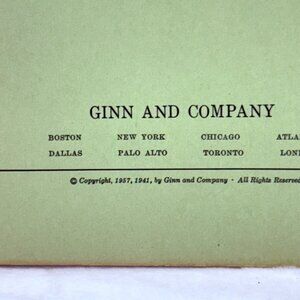 GINN AND COMPANY
BOSTON NEW YORK CHICAGO ATLA
DALLAS PALO ALTO TORONTO LON
© Copyright, 1957, 1941, by Ginn and Company · All Rights Reserved